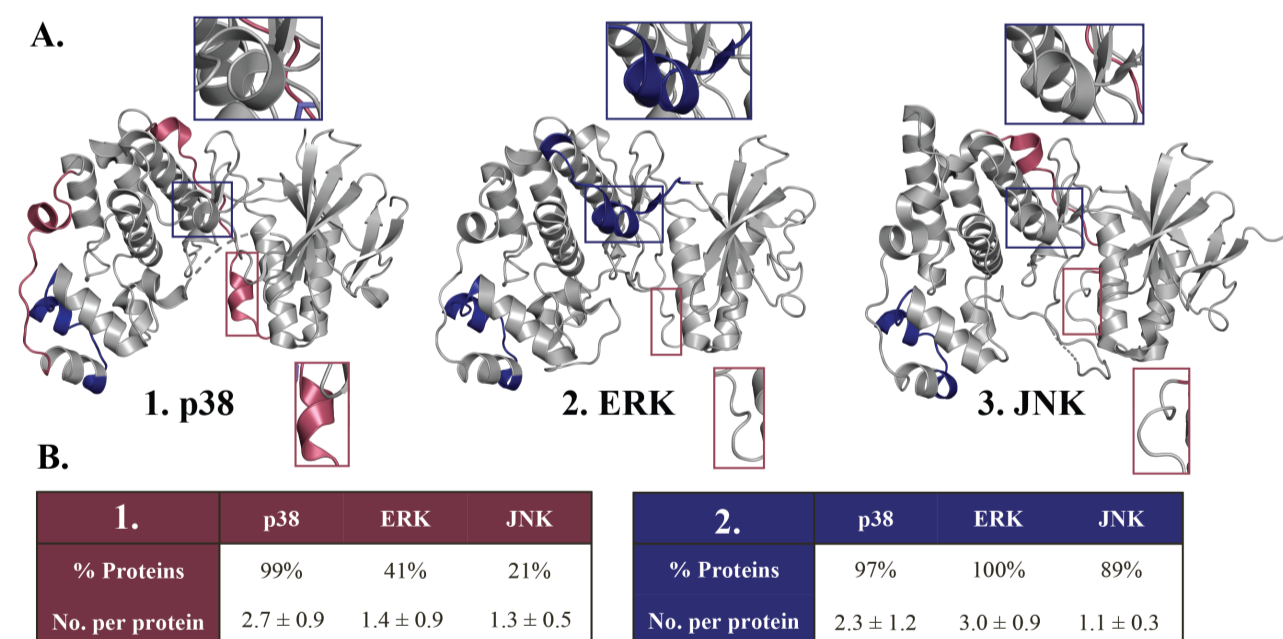 A.
1. p38
2. ERK
3. JNK
B.
1. p38 ERK JNK
% Proteins 99% 41% 21%
No. per protein 2.7 ± 0.9 1.4 ± 0.9 1.3 ± 0.5
2. p38 ERK JNK
% Proteins 97% 100% 89%
No. per protein 2.3 ± 1.2 3.0 ± 0.9 1.1 ± 0.3